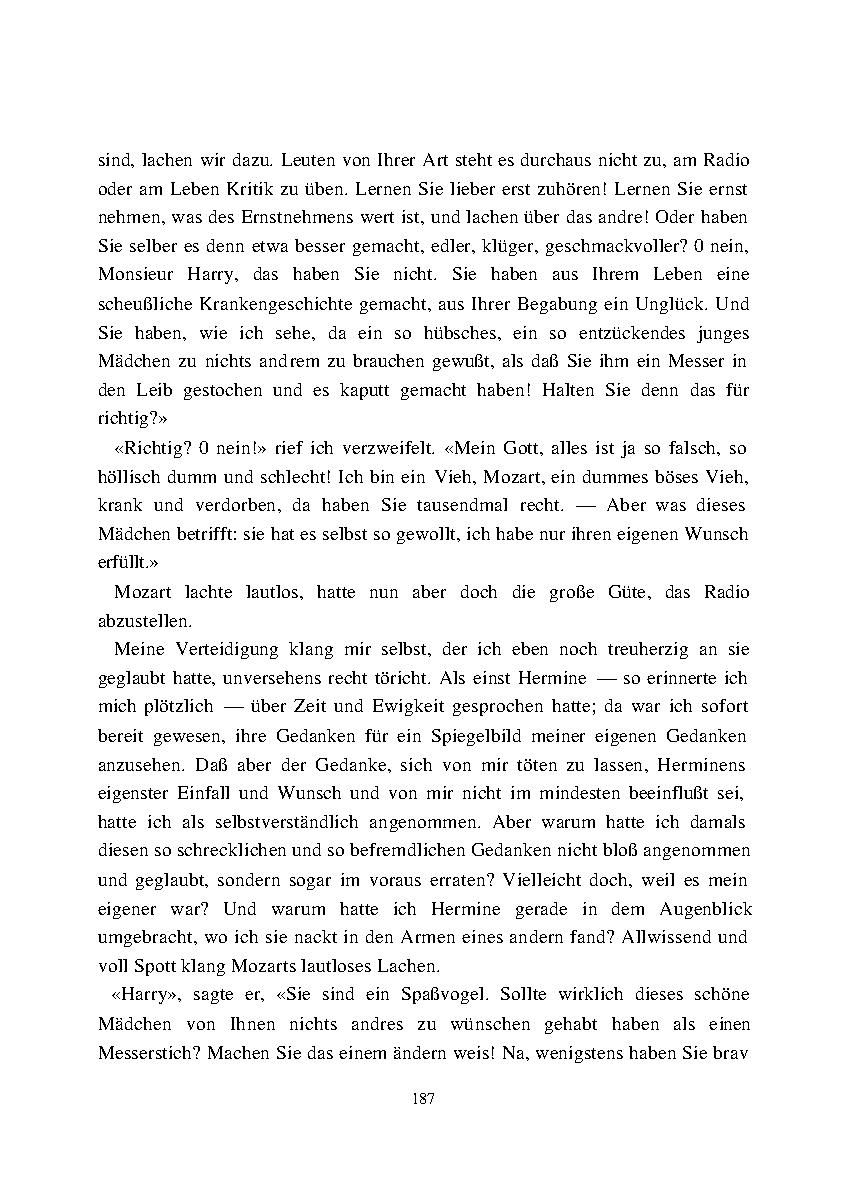 sind, lachen wir dazu. Leuten von Ihrer Art steht es durchaus nicht zu, am Radio
oder am Leben Kritik zu üben. Lernen Sie lieber erst zuhören! Lernen Sie ernst
nehmen, was des Ernstnehmens wert ist, und lachen über das andre! Oder haben
Sie selber es denn etwa besser gemacht, edler, klüger, geschmackvoller? 0 nein,
Monsieur Harry, das haben Sie nicht. Sie haben aus Ihrem Leben eine
scheußliche Krankengeschichte gemacht, aus Ihrer Begabung ein Unglück. Und
Sie haben, wie ich sehe, da ein so hübsches, ein so entzückendes junges
Mädchen zu nichts andrem zu brauchen gewußt, als daß Sie ihm ein Messer in
den Leib gestochen und es kaputt gemacht haben! Halten Sie denn das für
richtig?»
«Richtig? 0 nein!» rief ich verzweifelt. «Mein Gott, alles ist ja so falsch, so
höllisch dumm und schlecht! Ich bin ein Vieh, Mozart, ein dummes böses Vieh,
krank und verdorben, da haben Sie tausendmal recht. — Aber was dieses
Mädchen betrifft: sie hat es selbst so gewollt, ich habe nur ihren eigenen Wunsch
erfüllt.»
Mozart lachte lautlos, hatte nun aber doch die große Güte, das Radio
abzustellen.
Meine Verteidigung klang mir selbst, der ich eben noch treuherzig an sie
geglaubt hatte, unversehens recht töricht. Als einst Hermine — so erinnerte ich
mich plötzlich — über Zeit und Ewigkeit gesprochen hatte; da war ich sofort
bereit gewesen, ihre Gedanken für ein Spiegelbild meiner eigenen Gedanken
anzusehen. Daß aber der Gedanke, sich von mir töten zu lassen, Herminens
eigenster Einfall und Wunsch und von mir nicht im mindesten beeinflußt sei,
hatte ich als selbstverständlich angenommen. Aber warum hatte ich damals
diesen so schrecklichen und so befremdlichen Gedanken nicht bloß angenommen
und geglaubt, sondern sogar im voraus erraten? Vielleicht doch, weil es mein
eigener war? Und warum hatte ich Hermine gerade in dem Augenblick
umgebracht, wo ich sie nackt in den Armen eines andern fand? Allwissend und
voll Spott klang Mozarts lautloses Lachen.
«Harry», sagte er, «Sie sind ein Spaßvogel. Sollte wirklich dieses schöne
Mädchen von Ihnen nichts andres zu wünschen gehabt haben als einen
Messerstich? Machen Sie das einem ändern weis! Na, wenigstens haben Sie brav
187